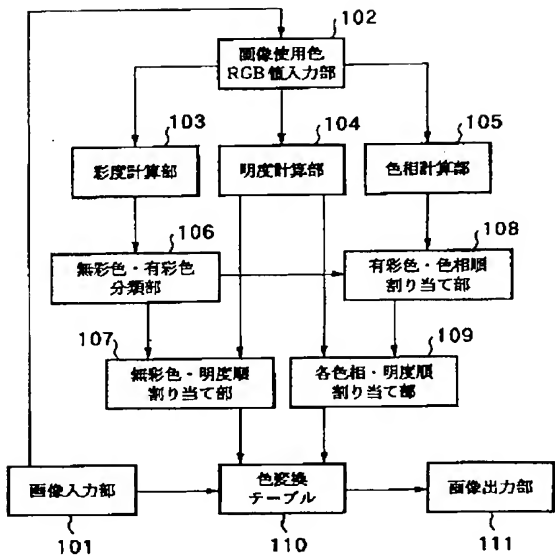 102
画像使用色
RGB値入力部
103
104
105
彩度計算部
明度計算部
色相計算部
106
108
無彩色・有彩色
分類部
有彩色・色相順
割り当て部
107
109
無彩色・明度順
割り当て部
各色相・明度順
割り当て部
画像入力部
色変換
テーブル
画像出力部
101
110
111